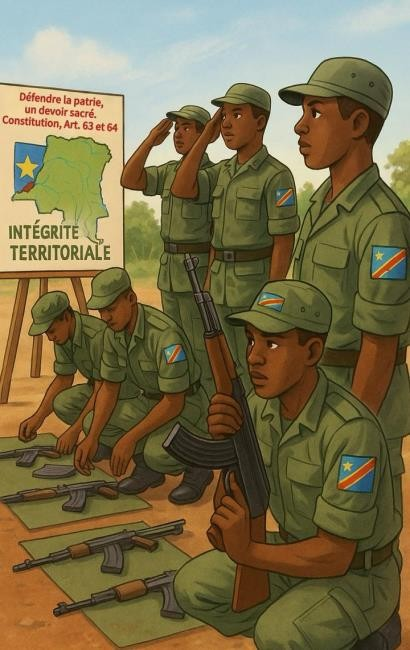 Défendre la patrie,
un devoir sacré.
Constitution, Art. 63 et 64
INTÉGRITÉ
TERRITORIALE